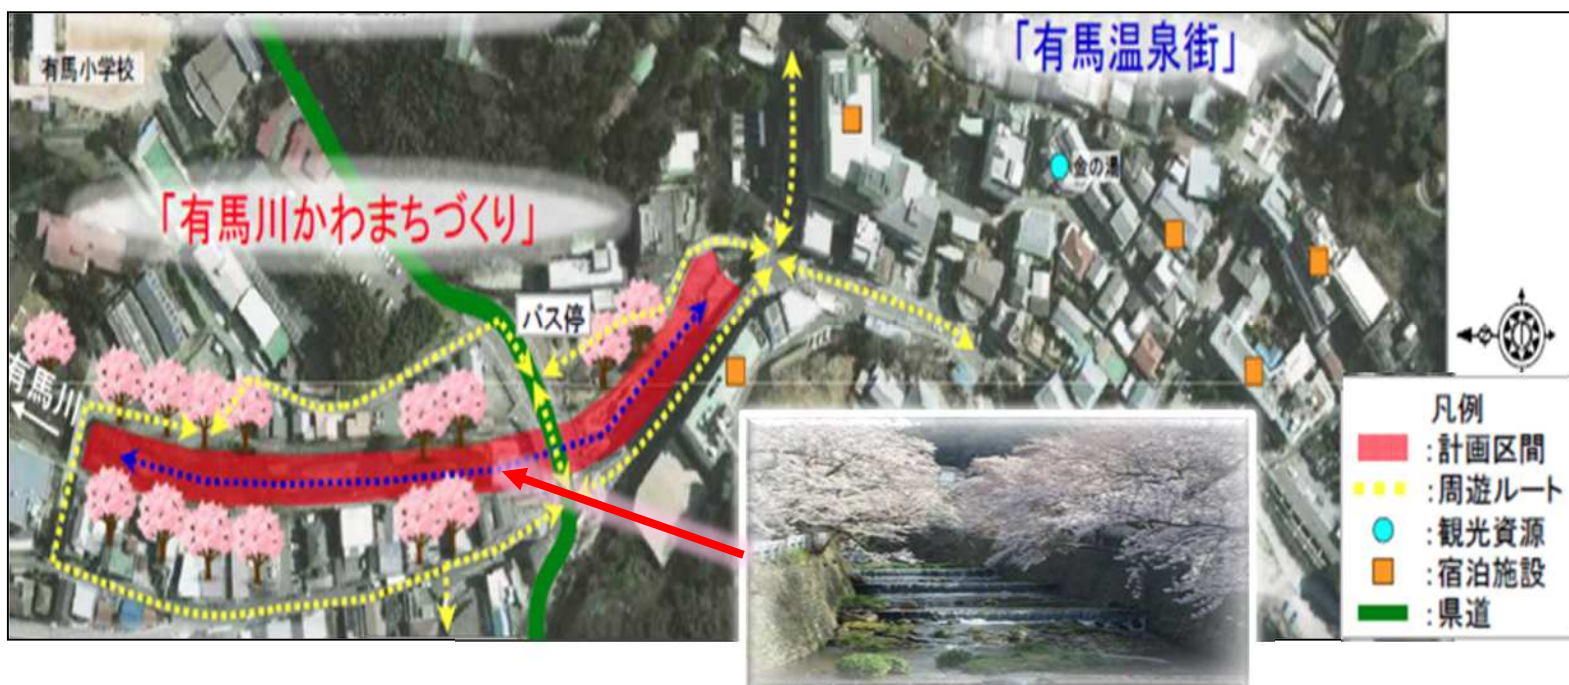 「有馬温泉街」
有馬小学校
金の湯
「有馬川かわまちづくり」
バス停
有馬川
凡例
:計画区間
:周遊ルート
:観光資源
:宿泊施設
:県道